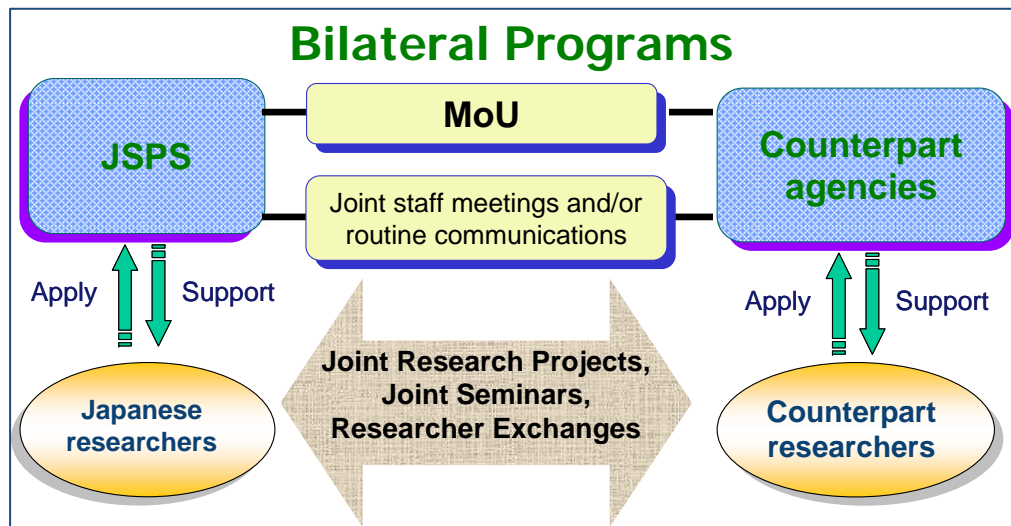 Bilateral Programs
JSPS
MoU
Counterpart
agencies
Joint staff meetings and/or
routine communications
Apply
Support
Apply
Support
Joint Research Projects,
Joint Seminars,
Researcher Exchanges
Japanese
researchers
Counterpart
researchers